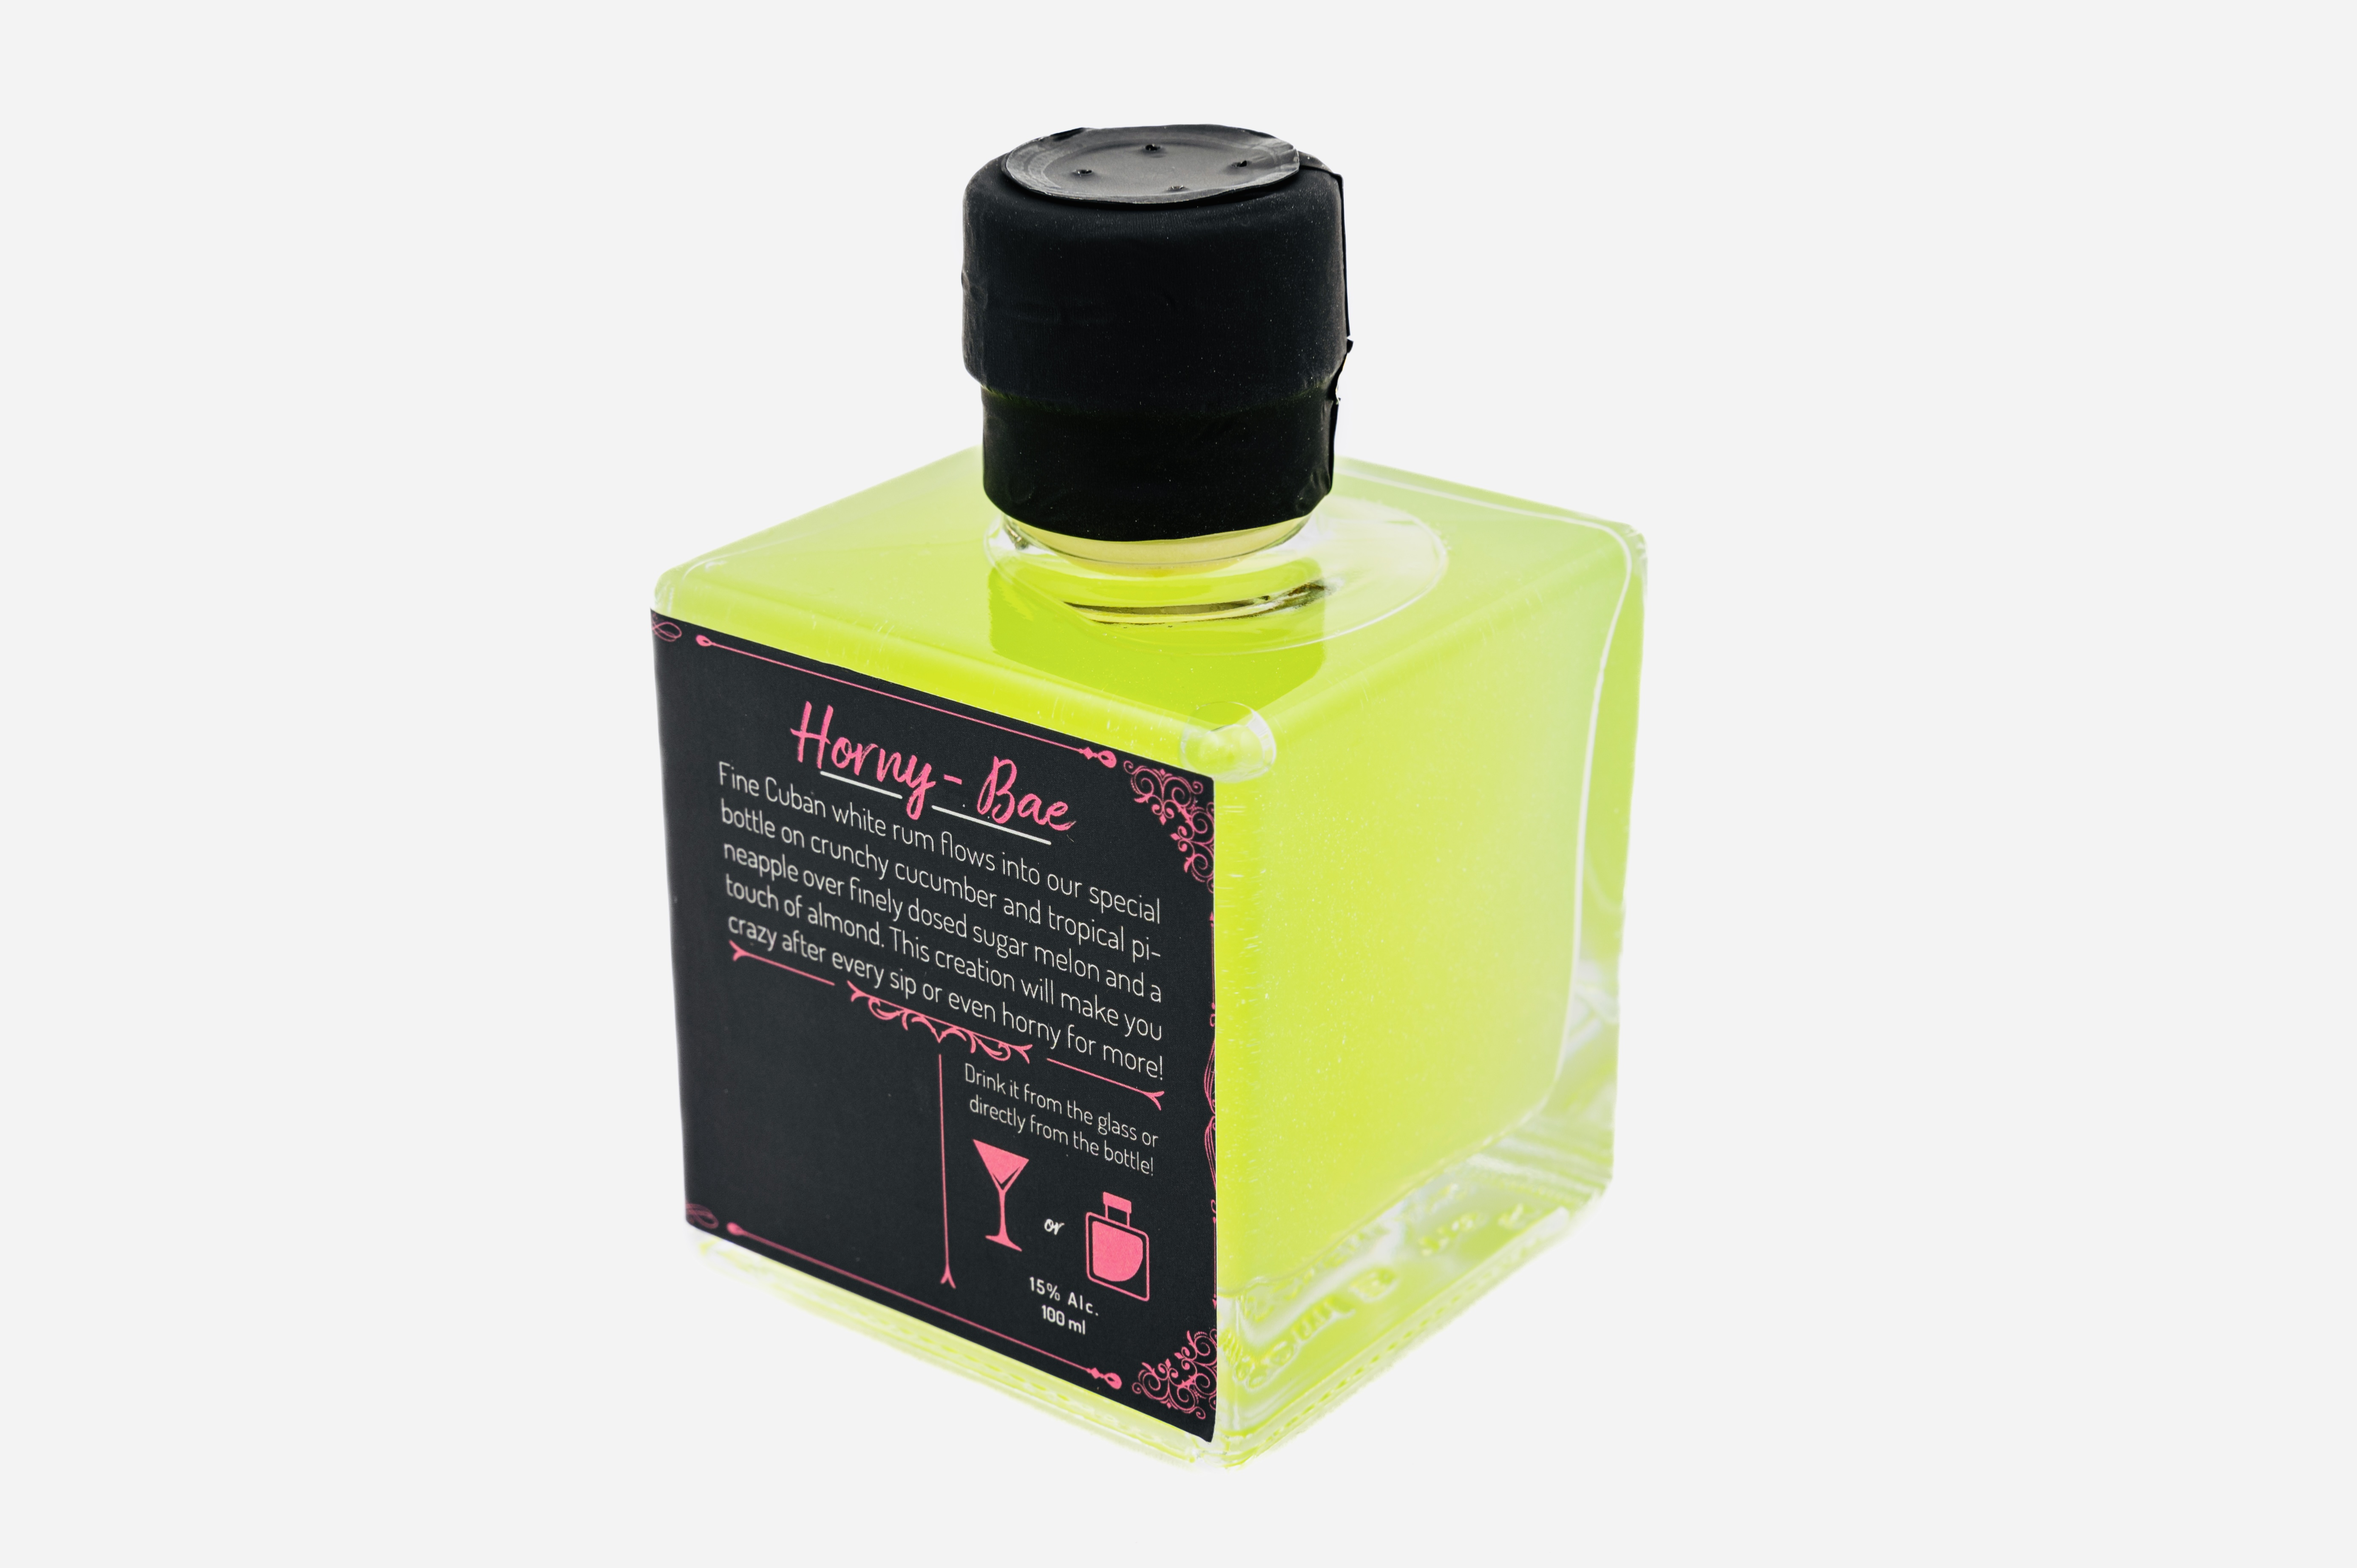 Horny- Bae
Fine Cuban white rum flows into our special
bottle on crunchy cucumber and tropical pi-
neapple over finely dosed sugar melon and a
touch of almond. This creation will make you
crazy after every sip or even horny for more!
Drink it from the glass or
directly from the bottle!
or
15% Alc.
100 ml